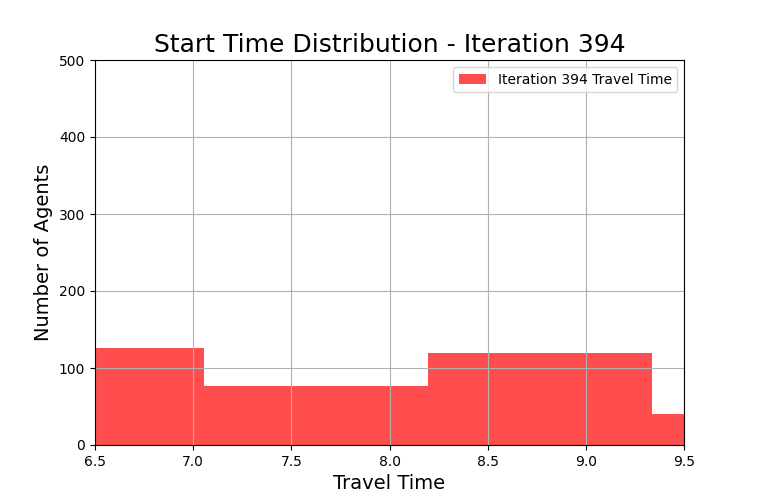 Start Time Distribution - Iteration 394
Iteration 394 Travel Time
Number of Agents
500
400
300
200
100
0
6.5 7.0 7.5 8.0 8.5 9.0 9.5
Travel Time